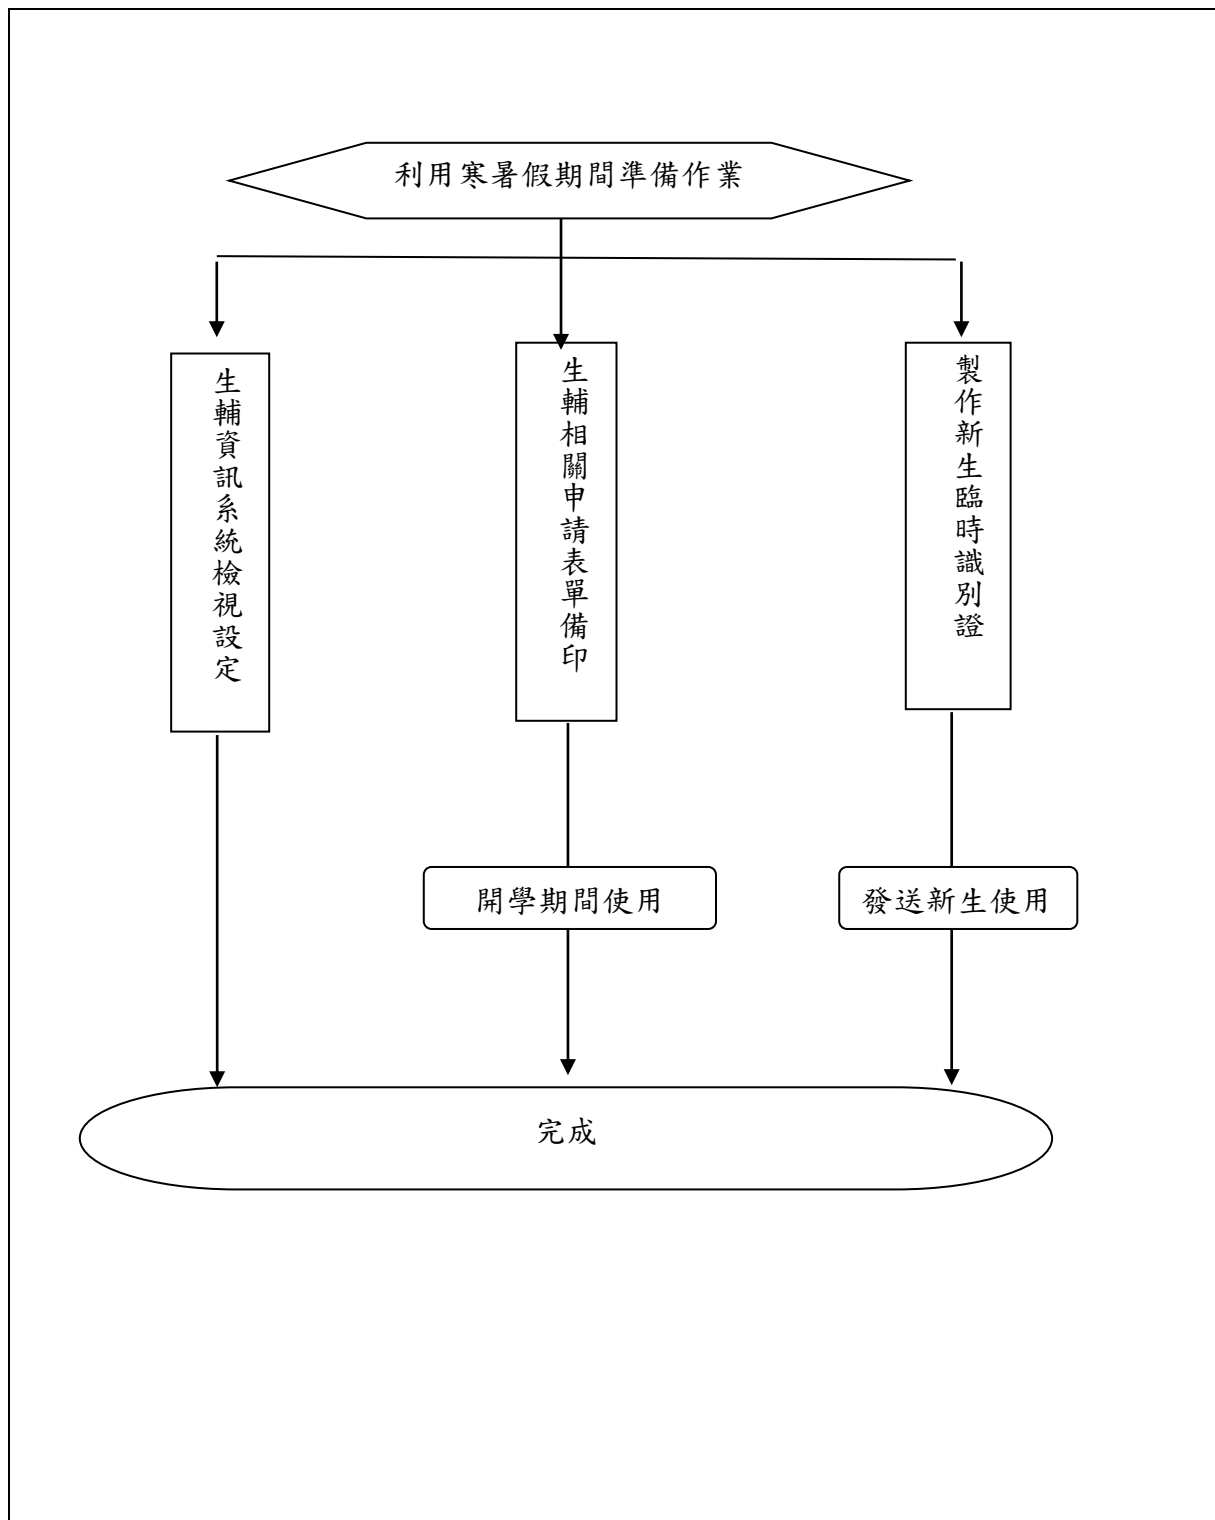 利用寒暑假期間準備作業
生輔資訊系統檢視設定
生輔相關申請表單備印
製作新生臨時識別證
開學期間使用
發送新生使用
完成